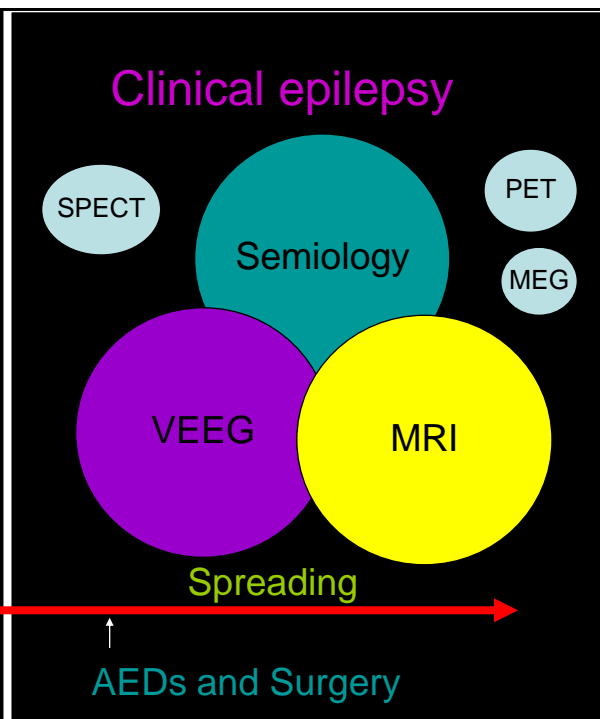 Clinical epilepsy
SPECT
PET
Semiology
MEG
VEEG
MRI
Spreading
AEDs and Surgery